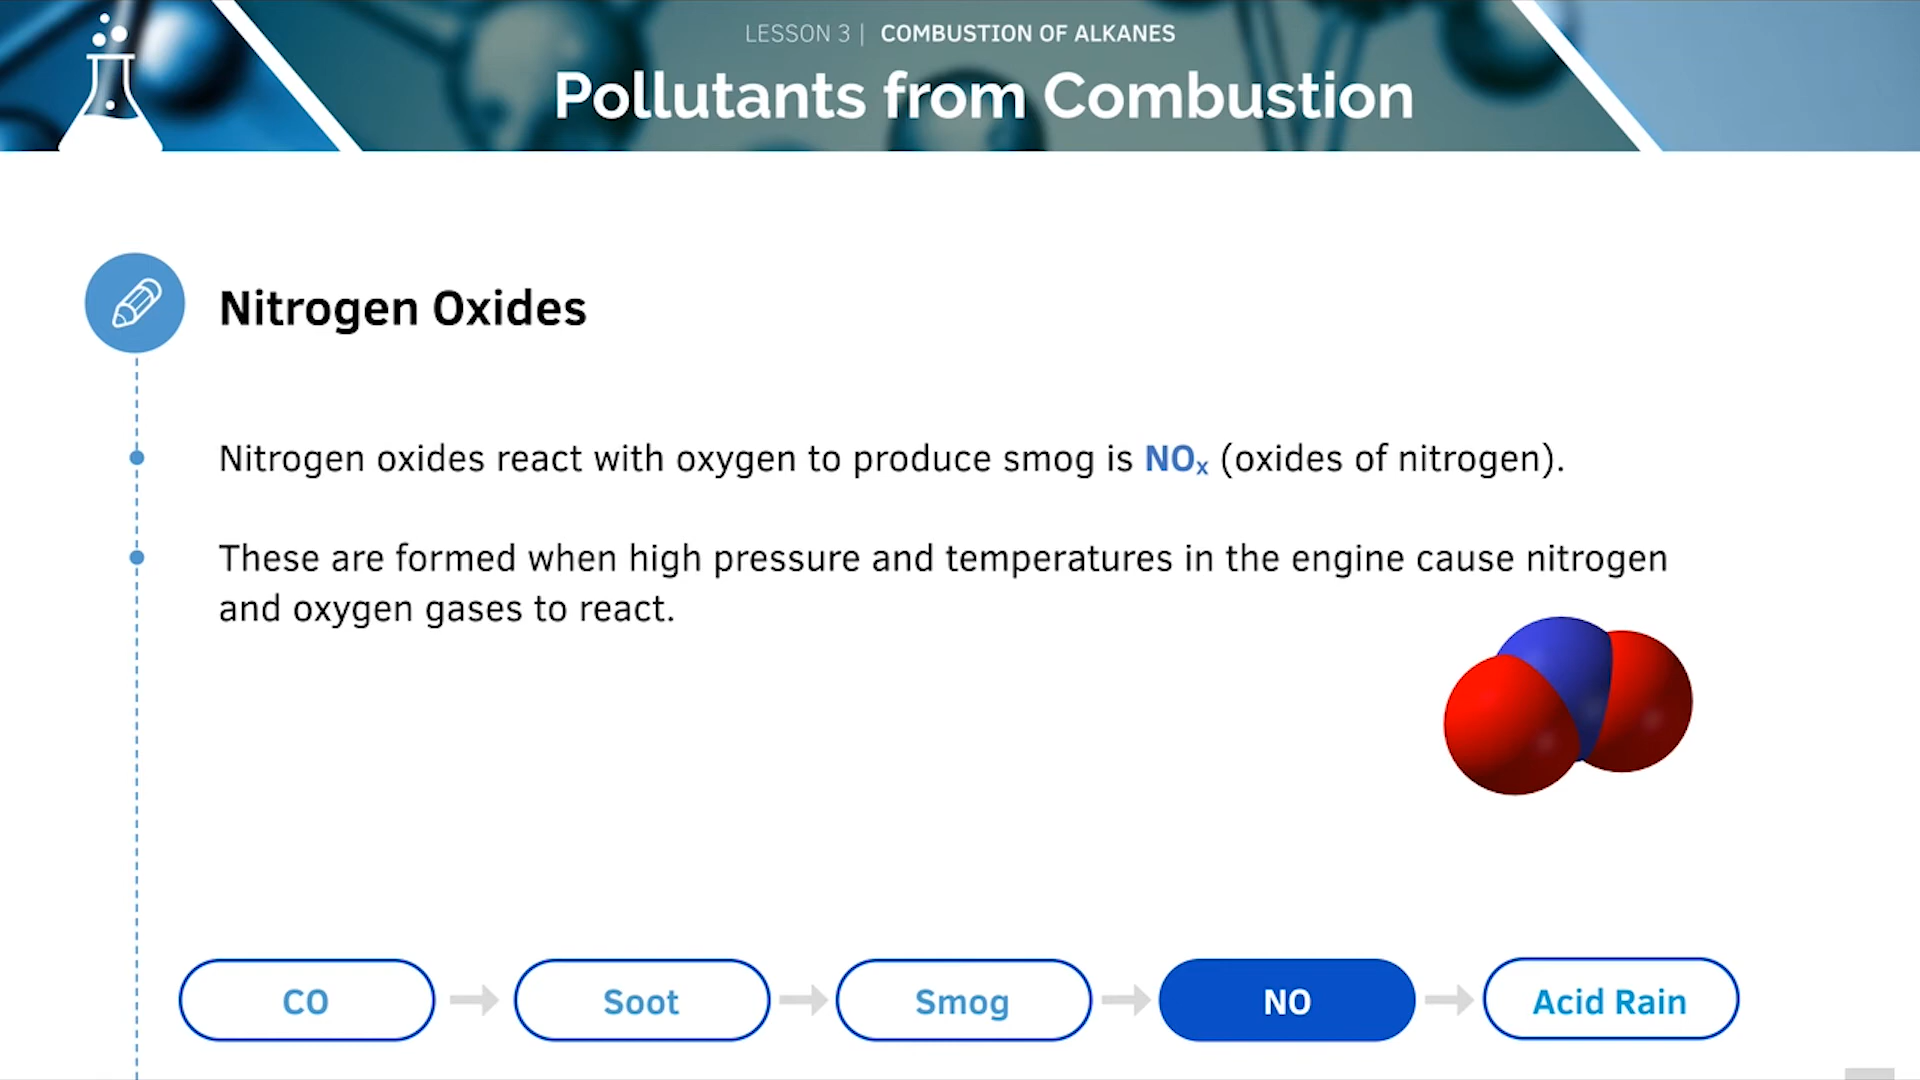 LESSON 3 | COMBUSTION OF ALKANES
Pollutants from Combustion
Nitrogen Oxides
Nitrogen oxides react with oxygen to produce smog is NOₓ (oxides of nitrogen).
These are formed when high pressure and temperatures in the engine cause nitrogen
and oxygen gases to react.
CO
Soot
Smog
NO
Acid Rain